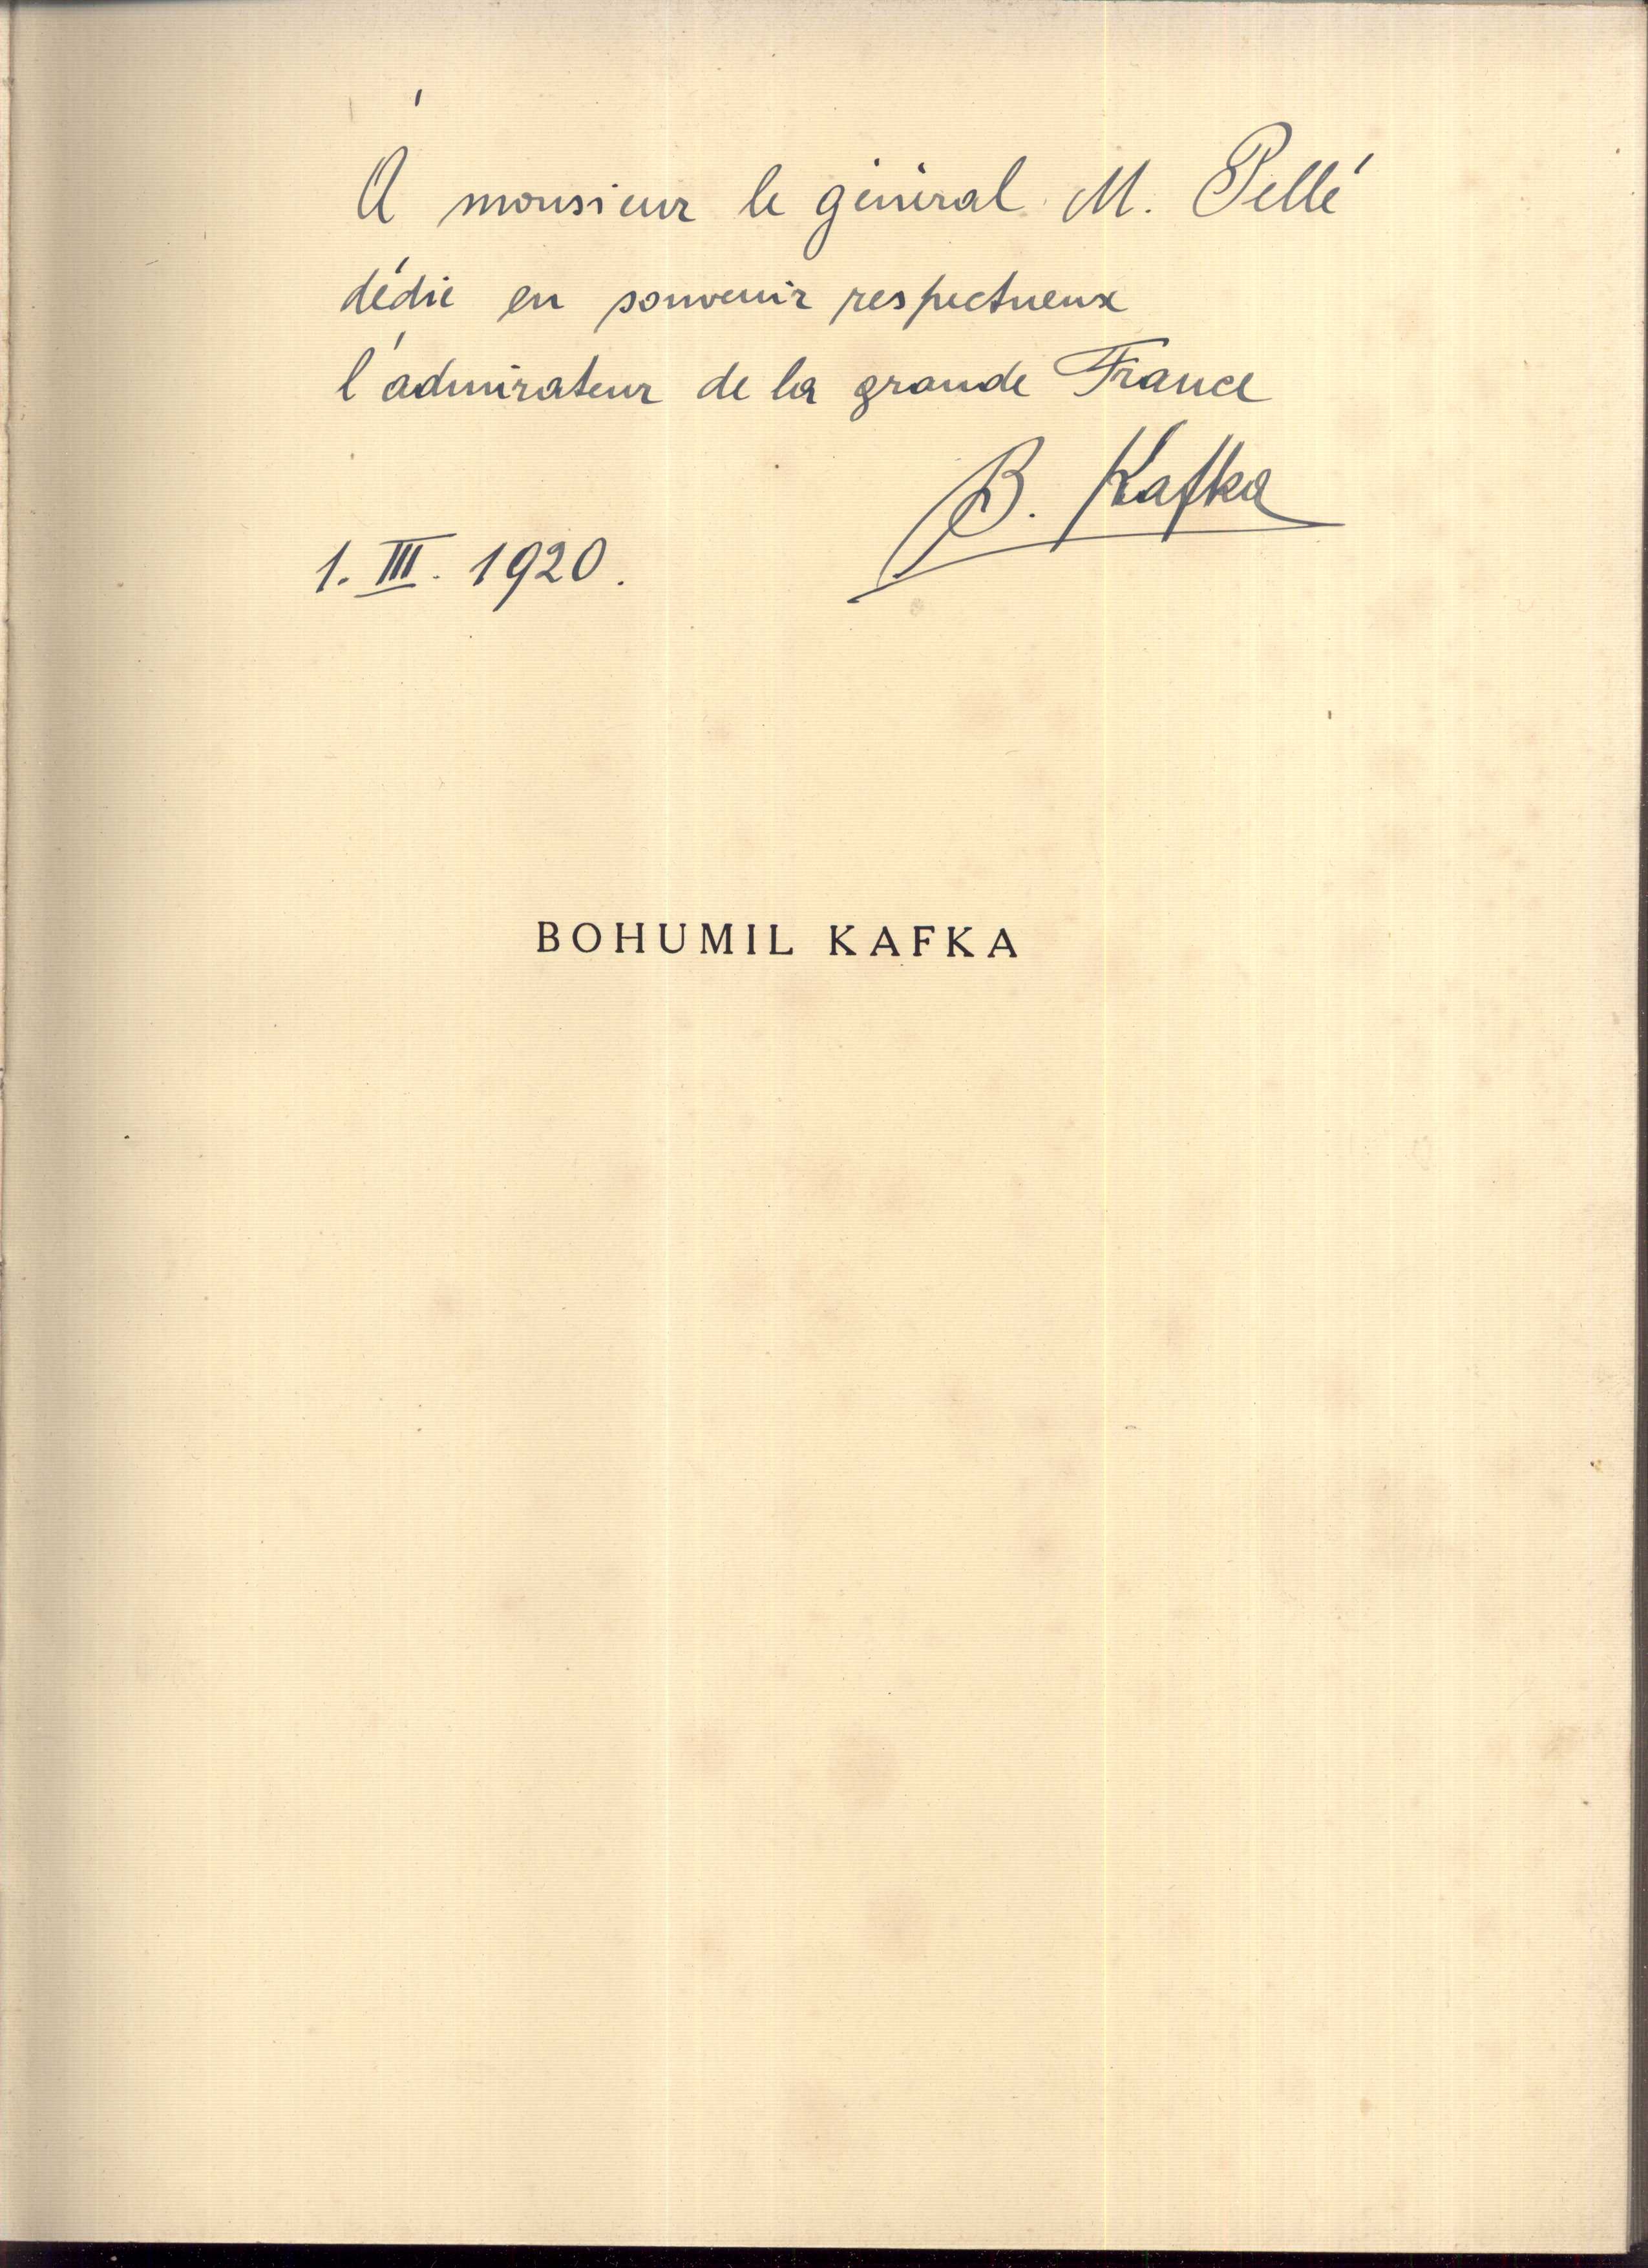 Á monsieur le général M. Pellé
dédie en souvenir respectueux
l'admirateur de la grande France
B. Kafka
1. III. 1920.
BOHUMIL KAFKA